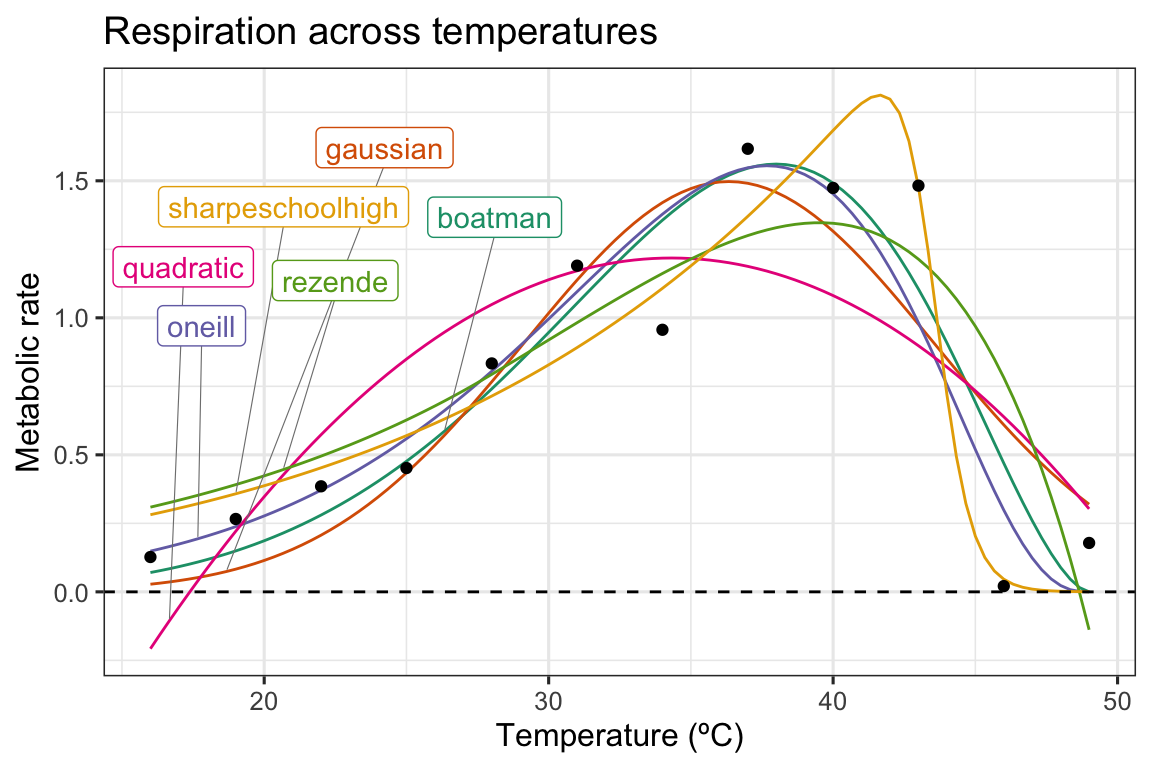 Respiration across temperatures
gaussian
sharpeschoolhigh
boatman
quadratic
rezende
oneill
Metabolic rate
1.5
1.0
0.5
0.0
20 30 40 50
Temperature (ºC)